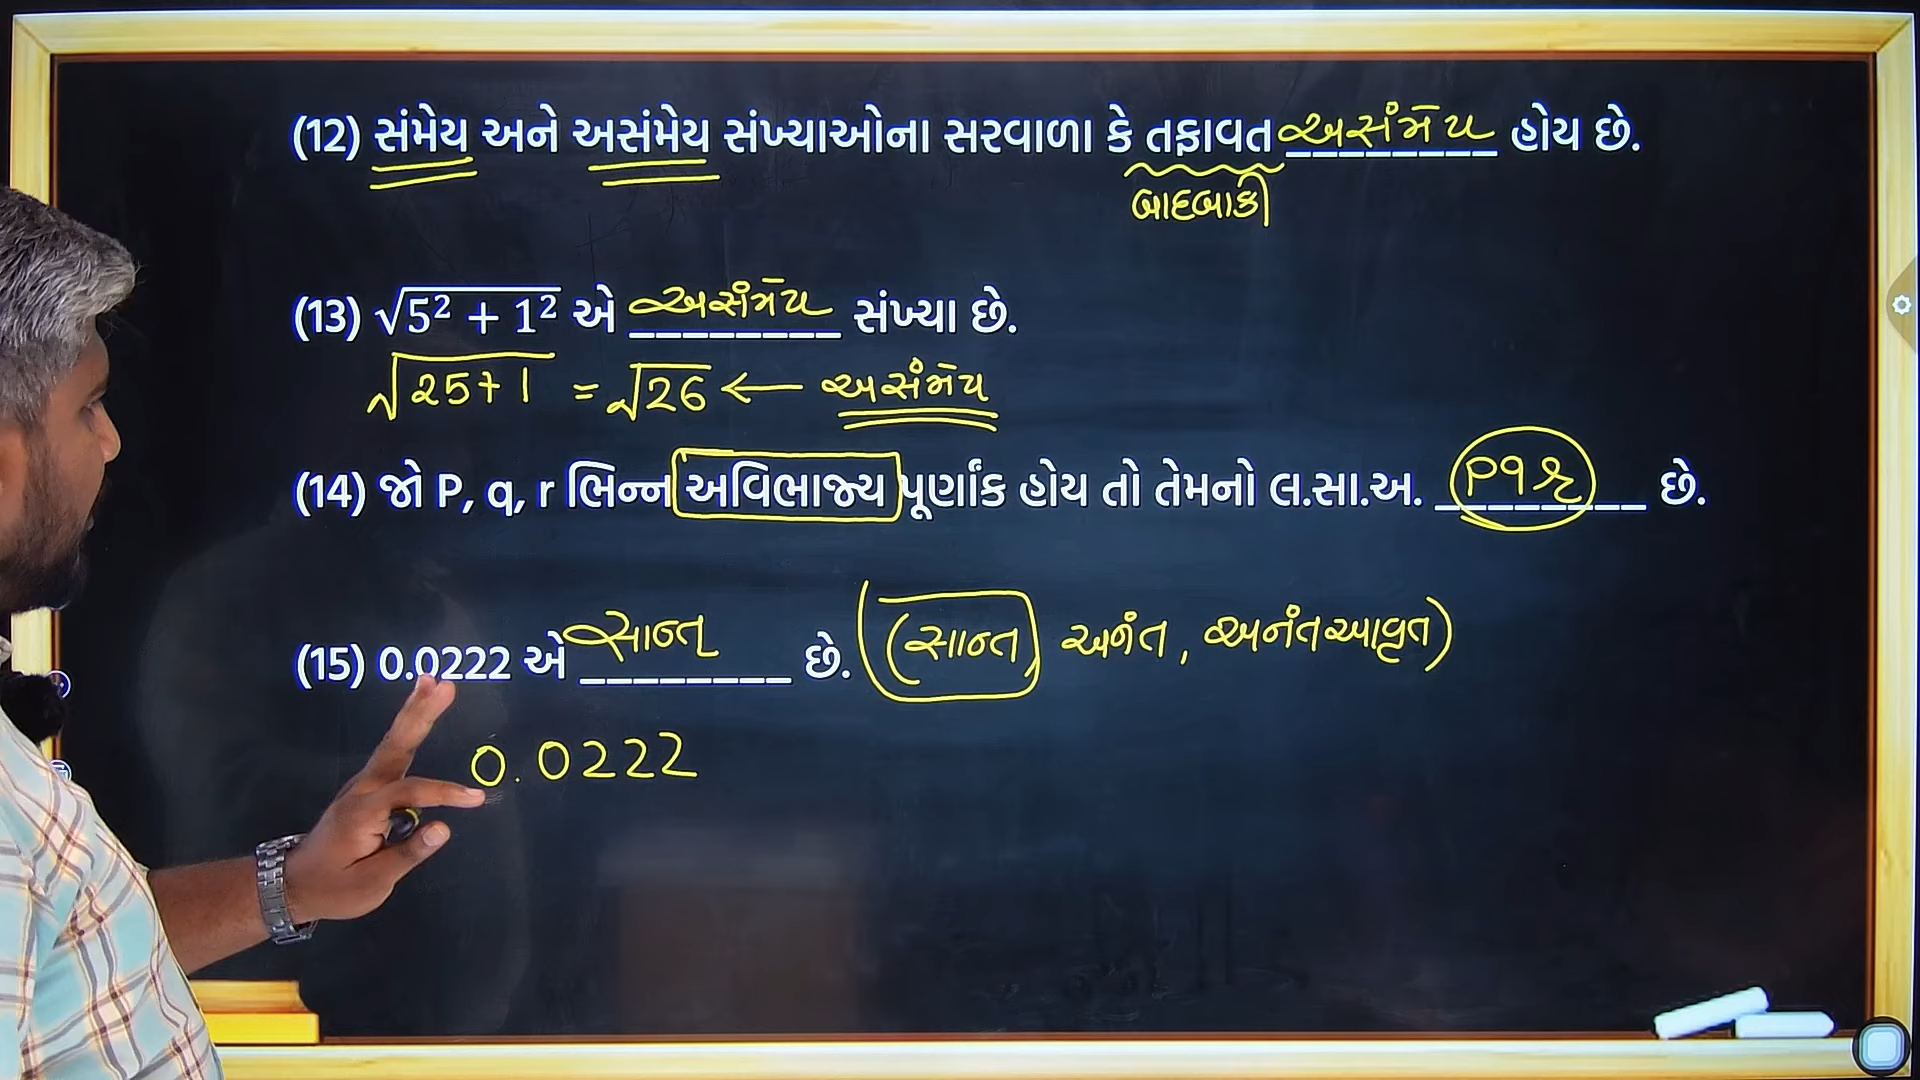 (12) સંમેય અને અસંમેય સંખ્યાઓના સરવાળા કે તફાવત અસંમેય હોય છે.
બાદબાકી
(13) √5² + 1² એ અસંમેય સંખ્યા છે.
√25+1 = √26 ← અસંમેય
(14) જો P, q, r ભિન્ન અવિભાજ્ય પૂર્ણાંક હોય તો તેમનો લ.સા.અ. pqr છે.
(15) 0.0222 એ સાન્ત છે. (સાન્ત, અનંત, અનંત આવૃત)
0.0222